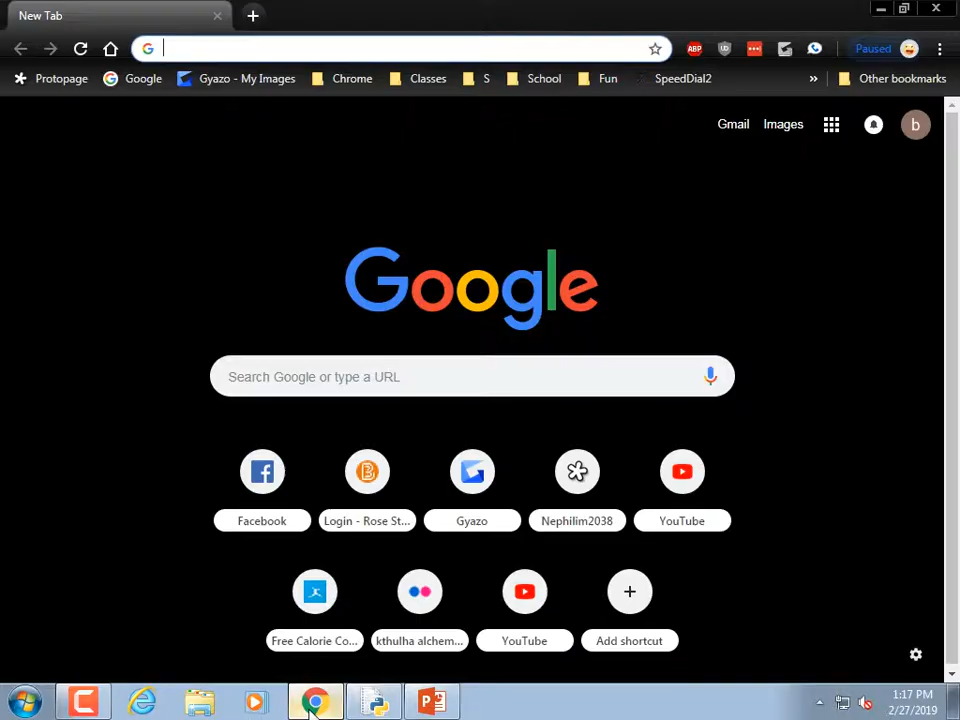 New Tab
Paused
Protopage
Google
Gyazo - My Images
Chrome
Classes
S
School
Fun
SpeedDial2
»
Other bookmarks
Gmail
Images
b
Google
Search Google or type a URL
Facebook
Login - Rose St...
Gyazo
Nephilim2038
YouTube
Free Calorie Co...
kthulha alchem...
YouTube
Add shortcut
1:17 PM
2/27/2019